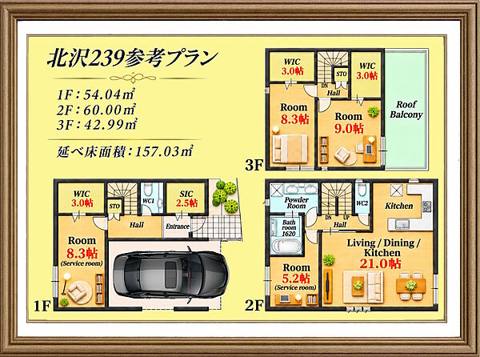 北沢239参考プラン
1F：54.04㎡
2F：60.00㎡
3F：42.99㎡
延べ床面積：157.03㎡
WIC
3.0帖
STO
WIC
3.0帖
DN
Hall
Room
8.3帖
Room
9.0帖
Roof
Balcony
3F
WIC
3.0帖
STO
WC1
SIC
2.5帖
Hall
Entrance
Room
8.3帖
(Service room)
1F
Powder
Room
DN
UP
WC2
Kitchen
Hall
Bath
room
1620
Living / Dining /
Kitchen
21.0帖
Room
5.2帖
(Service room)
2F